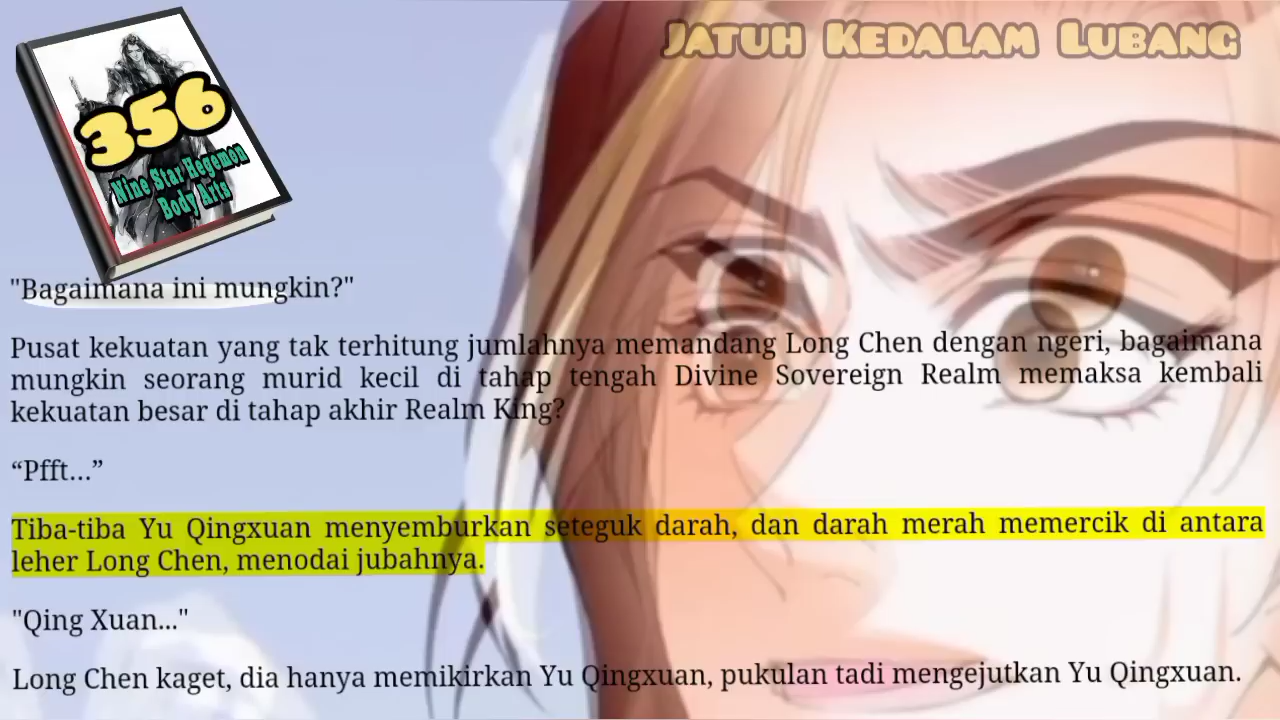 JATUH KEDALAM LUBANG
356
Nine Star Hegemon
Body Arts
"Bagaimana ini mungkin?"
Pusat kekuatan yang tak terhitung jumlahnya memandang Long Chen dengan ngeri, bagaimana
mungkin seorang murid kecil di tahap tengah Divine Sovereign Realm memaksa kembali
kekuatan besar di tahap akhir Realm King?
“Pfft...”
Tiba-tiba Yu Qingxuan menyemburkan seteguk darah, dan darah merah memercik di antara
leher Long Chen, menodai jubahnya.
"Qing Xuan..."
Long Chen kaget, dia hanya memikirkan Yu Qingxuan, pukulan tadi mengejutkan Yu Qingxuan.